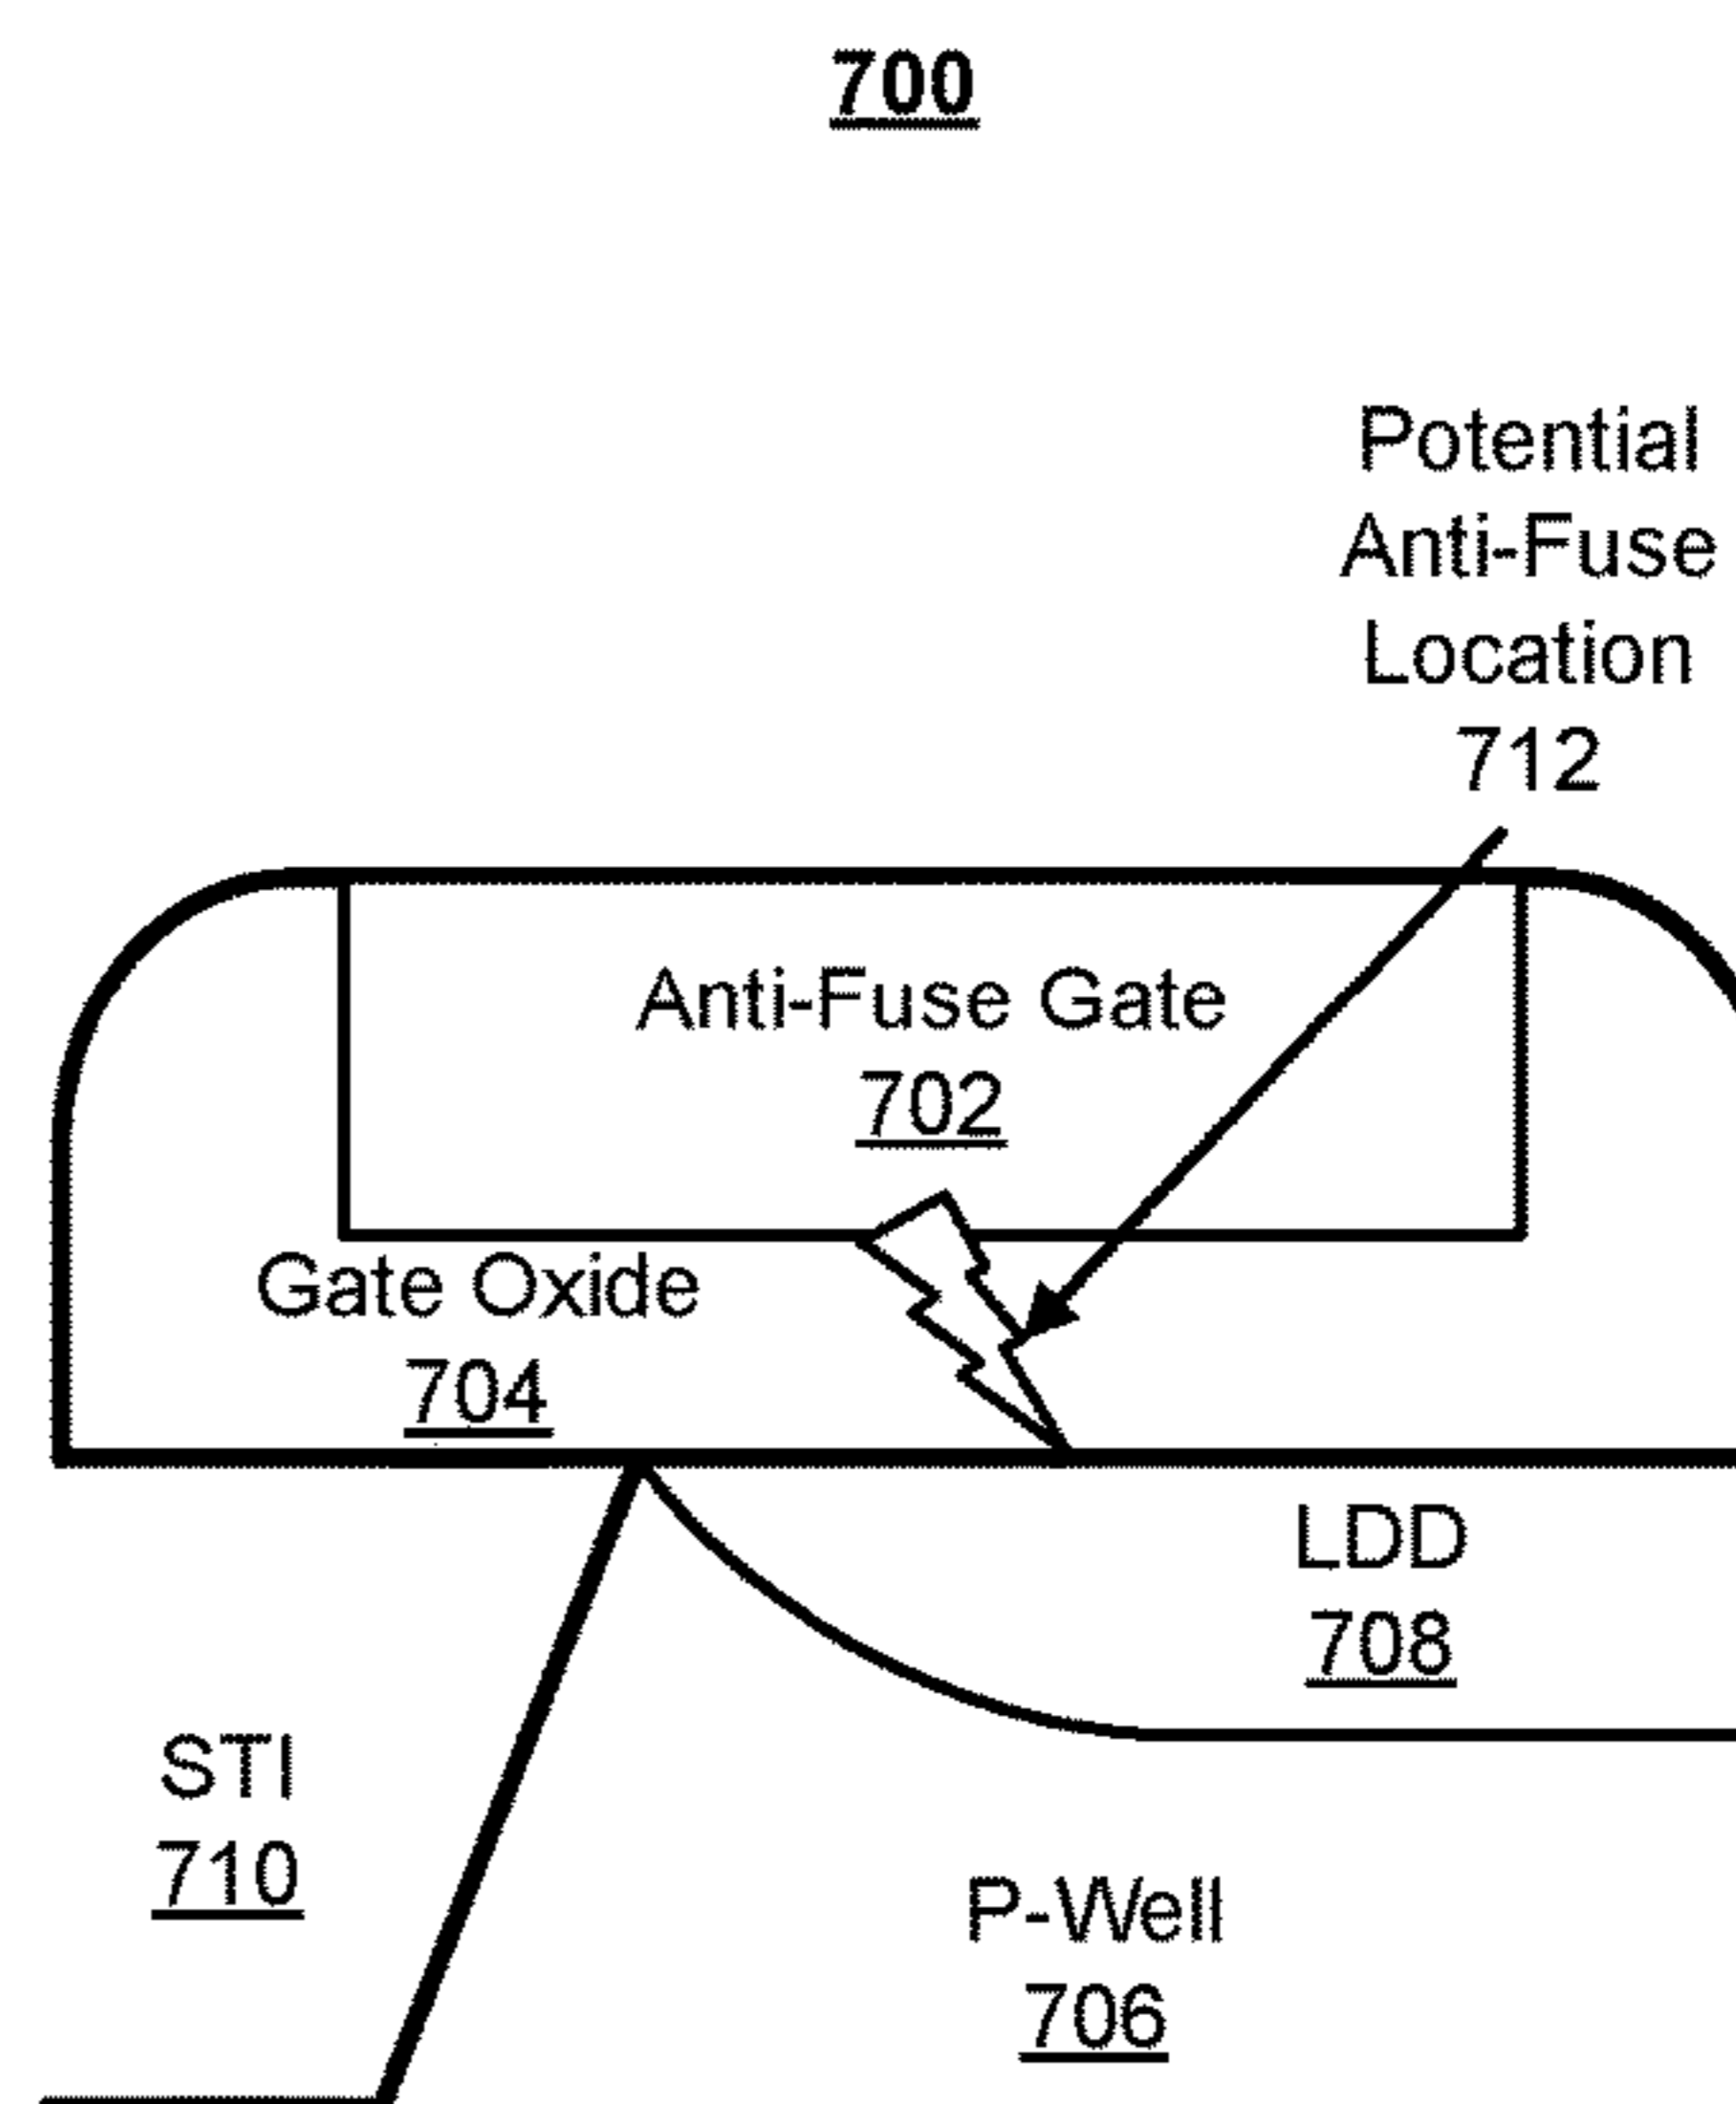 700
Potential
Anti-Fuse
Location
712
Anti-Fuse Gate
702
Gate Oxide
704
LDD
708
STI
710
P-Well
706